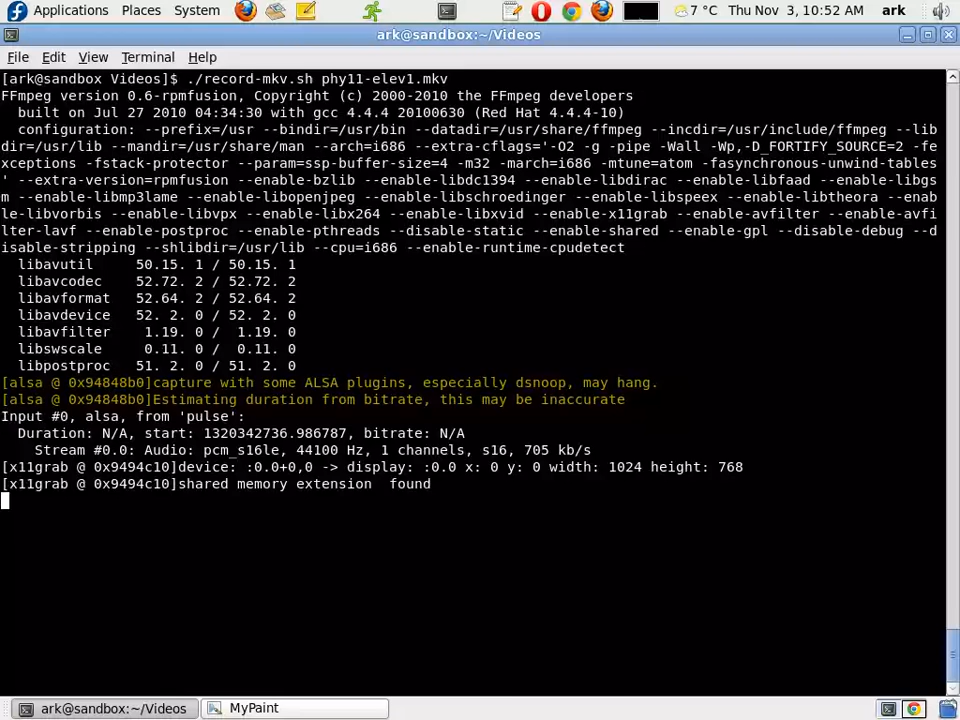 Applications Places System 7 °C Thu Nov 3, 10:52 AM ark
ark@sandbox:~/Videos
File Edit View Terminal Help
[ark@sandbox Videos]$ ./record-mkv.sh phy11-elev1.mkv
FFmpeg version 0.6-rpmfusion, Copyright (c) 2000-2010 the FFmpeg developers
  built on Jul 27 2010 04:34:30 with gcc 4.4.4 20100630 (Red Hat 4.4.4-10)
  configuration: --prefix=/usr --bindir=/usr/bin --datadir=/usr/share/ffmpeg --incdir=/usr/include/ffmpeg --lib
dir=/usr/lib --mandir=/usr/share/man --arch=i686 --extra-cflags='-O2 -g -pipe -Wall -Wp,-D_FORTIFY_SOURCE=2 -fe
xceptions -fstack-protector --param=ssp-buffer-size=4 -m32 -march=i686 -mtune=atom -fasynchronous-unwind-tables
' --extra-version=rpmfusion --enable-bzlib --enable-libdc1394 --enable-libdirac --enable-libfaad --enable-libgs
m --enable-libmp3lame --enable-libopenjpeg --enable-libschroedinger --enable-libspeex --enable-libtheora --enab
le-libvorbis --enable-libvpx --enable-libx264 --enable-libxvid --enable-x11grab --enable-avfilter --enable-avfi
lter-lavf --enable-postproc --enable-pthreads --disable-static --enable-shared --enable-gpl --disable-debug --d
isable-stripping --shlibdir=/usr/lib --cpu=i686 --enable-runtime-cpudetect
  libavutil     50.15. 1 / 50.15. 1
  libavcodec    52.72. 2 / 52.72. 2
  libavformat   52.64. 2 / 52.64. 2
  libavdevice   52. 2. 0 / 52. 2. 0
  libavfilter    1.19. 0 /  1.19. 0
  libswscale     0.11. 0 /  0.11. 0
  libpostproc   51. 2. 0 / 51. 2. 0
[alsa @ 0x94848b0]capture with some ALSA plugins, especially dsnoop, may hang.
[alsa @ 0x94848b0]Estimating duration from bitrate, this may be inaccurate
Input #0, alsa, from 'pulse':
  Duration: N/A, start: 1320342736.986787, bitrate: N/A
    Stream #0.0: Audio: pcm_s16le, 44100 Hz, 1 channels, s16, 705 kb/s
[x11grab @ 0x9494c10]device: :0.0+0,0 -> display: :0.0 x: 0 y: 0 width: 1024 height: 768
[x11grab @ 0x9494c10]shared memory extension  found
ark@sandbox:~/Videos MyPaint